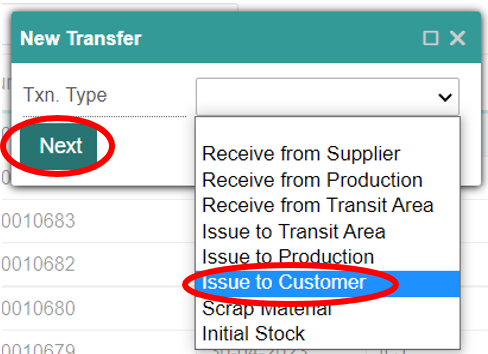 New Transfer
Txn. Type
Next
Receive from Supplier
Receive from Production
0010683
Receive from Transit Area
Issue to Transit Area
Issue to Production
0010682
Issue to Customer
0010680
Scrap Material
Initial Stock
0010679